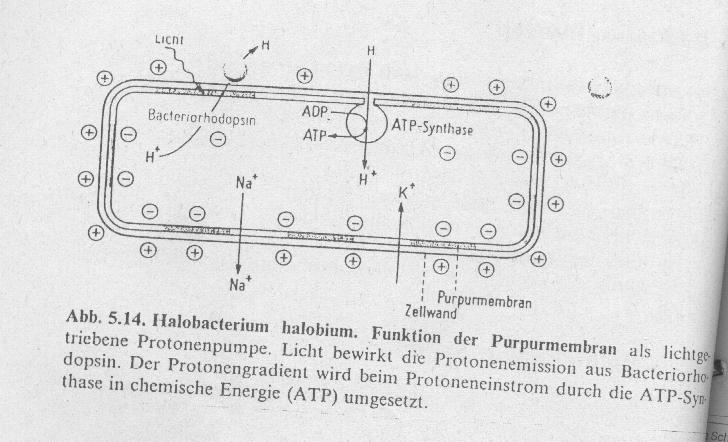 Licht
H
H
Bacteriorhodopsin
ADP
ATP
ATP-Synthase
H⁺
H⁺
K⁺
Na⁺
Na⁺
Purpurmembran
Zellwand
Abb. 5.14. Halobacterium halobium. Funktion der Purpurmembran als lichtge-
triebene Protonenpumpe. Licht bewirkt die Protonenemission aus Bacteriorho-
dopsin. Der Protonengradient wird beim Protoneneinstrom durch die ATP-Syn-
thase in chemische Energie (ATP) umgesetzt.